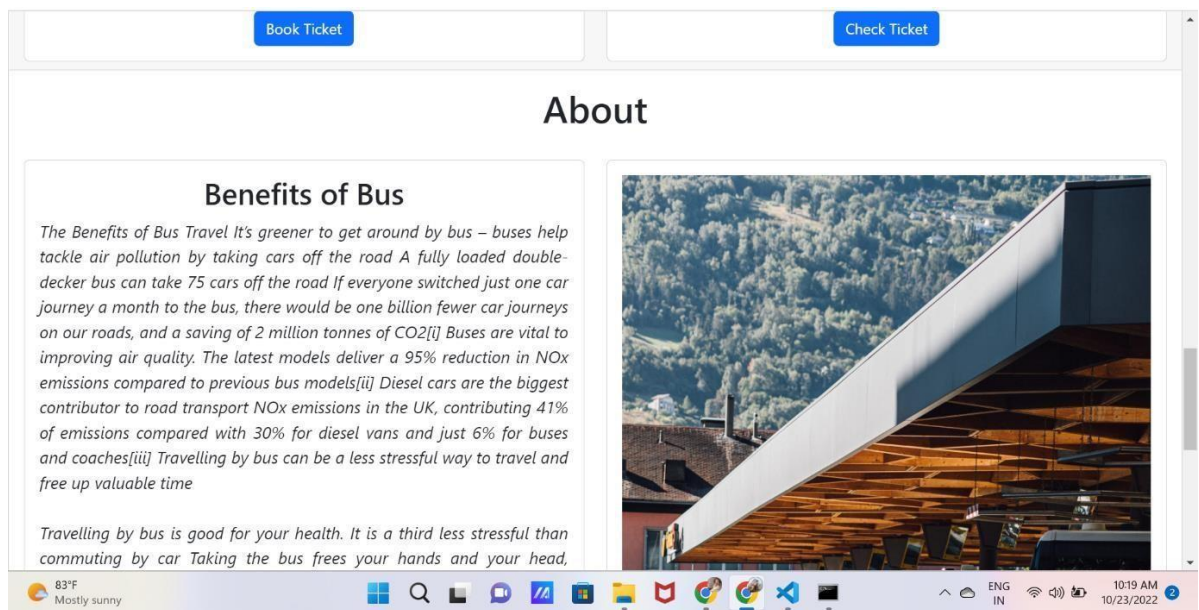 Book Ticket
Check Ticket
About
Benefits of Bus
The Benefits of Bus Travel It's greener to get around by bus – buses help
tackle air pollution by taking cars off the road A fully loaded double-
decker bus can take 75 cars off the road If everyone switched just one car
journey a month to the bus, there would be one billion fewer car journeys
on our roads, and a saving of 2 million tonnes of CO2[i] Buses are vital to
improving air quality. The latest models deliver a 95% reduction in NOx
emissions compared to previous bus models[ii] Diesel cars are the biggest
contributor to road transport NOx emissions in the UK, contributing 41%
of emissions compared with 30% for diesel vans and just 6% for buses
and coaches[iii] Travelling by bus can be a less stressful way to travel and
free up valuable time
Travelling by bus is good for your health. It is a third less stressful than
commuting by car Taking the bus frees your hands and your head,
83°F
Mostly sunny
ENG
IN
10:19 AM
10/23/2022
2